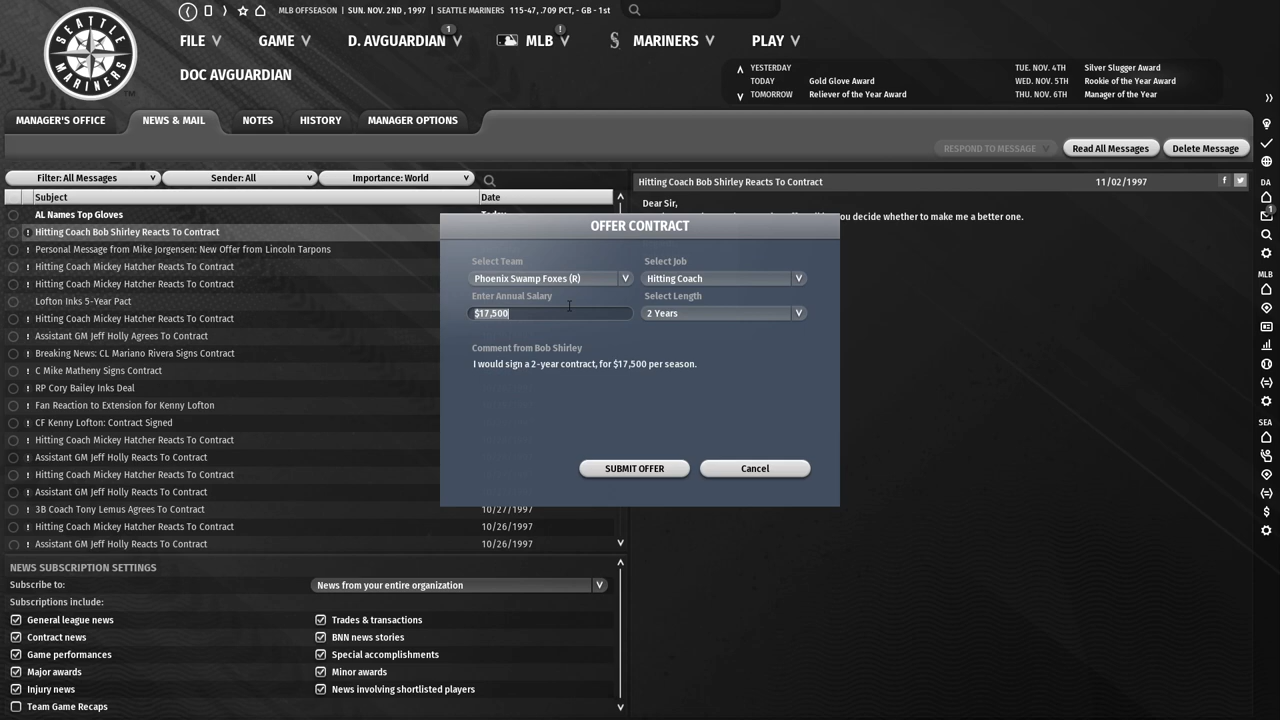 SEATTLE
MARINERS
TM
MLB OFFSEASON | SUN. NOV. 2ND , 1997 | SEATTLE MARINERS 115-47, .709 PCT, - GB - 1st
FILE GAME D. AVGUARDIAN 1 MLB ! MARINERS PLAY
DOC AVGUARDIAN
YESTERDAY
TODAY Gold Glove Award
TOMORROW Reliever of the Year Award
TUE. NOV. 4TH Silver Slugger Award
WED. NOV. 5TH Rookie of the Year Award
THU. NOV. 6TH Manager of the Year
MANAGER'S OFFICE NEWS & MAIL NOTES HISTORY MANAGER OPTIONS
RESPOND TO MESSAGE Read All Messages Delete Message
Filter: All Messages Sender: All Importance: World
Subject Date
AL Names Top Gloves
! Hitting Coach Bob Shirley Reacts To Contract
! Personal Message from Mike Jorgensen: New Offer from Lincoln Tarpons
! Hitting Coach Mickey Hatcher Reacts To Contract
! Hitting Coach Mickey Hatcher Reacts To Contract
Lofton Inks 5-Year Pact
! Hitting Coach Mickey Hatcher Reacts To Contract
! Assistant GM Jeff Holly Agrees To Contract
! Breaking News: CL Mariano Rivera Signs Contract
! C Mike Matheny Signs Contract
! RP Cory Bailey Inks Deal
! Fan Reaction to Extension for Kenny Lofton
! CF Kenny Lofton: Contract Signed
! Hitting Coach Mickey Hatcher Reacts To Contract
! Assistant GM Jeff Holly Reacts To Contract
! Hitting Coach Mickey Hatcher Reacts To Contract
! Assistant GM Jeff Holly Reacts To Contract
! 3B Coach Tony Lemus Agrees To Contract 10/27/1997
! Hitting Coach Mickey Hatcher Reacts To Contract 10/26/1997
! Assistant GM Jeff Holly Reacts To Contract 10/26/1997
Hitting Coach Bob Shirley Reacts To Contract 11/02/1997
Dear Sir,
you decide whether to make me a better one.
OFFER CONTRACT
Select Team Select Job
Phoenix Swamp Foxes (R) Hitting Coach
Enter Annual Salary Select Length
$17,500 2 Years
Comment from Bob Shirley
I would sign a 2-year contract, for $17,500 per season.
SUBMIT OFFER Cancel
NEWS SUBSCRIPTION SETTINGS
Subscribe to: News from your entire organization
Subscriptions include:
General league news Trades & transactions
Contract news BNN news stories
Game performances Special accomplishments
Major awards Minor awards
Injury news News involving shortlisted players
Team Game Recaps
DA
1
MLB
SEA